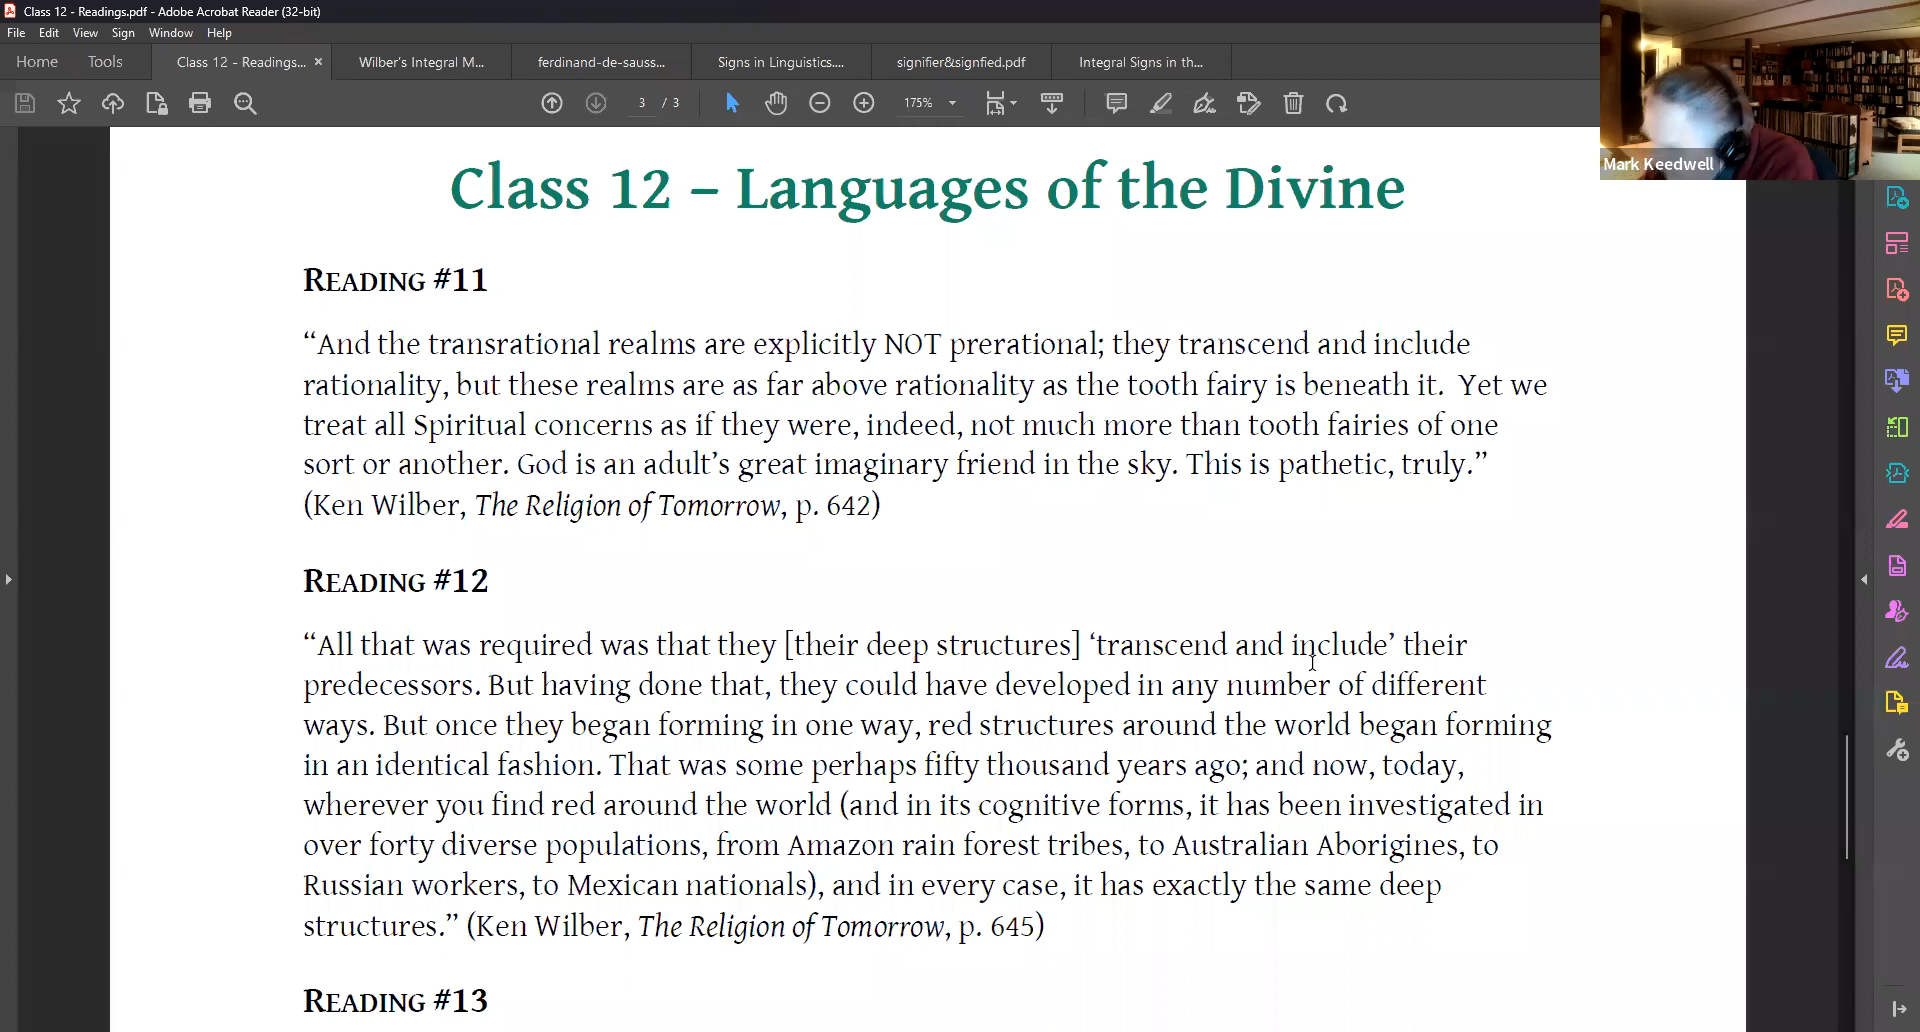 Class 12 - Readings.pdf - Adobe Acrobat Reader (32-bit)
File Edit View Sign Window Help
Home Tools Class 12 - Readings... × Wilber's Integral M... ferdinand-de-sauss... Signs in Linguistics.... signifier&signfied.pdf Integral Signs in th...
3 / 3 175%
Mark Keedwell
Class 12 – Languages of the Divine
READING #11
“And the transrational realms are explicitly NOT prerational; they transcend and include
rationality, but these realms are as far above rationality as the tooth fairy is beneath it. Yet we
treat all Spiritual concerns as if they were, indeed, not much more than tooth fairies of one
sort or another. God is an adult’s great imaginary friend in the sky. This is pathetic, truly.”
(Ken Wilber, The Religion of Tomorrow, p. 642)
READING #12
“All that was required was that they [their deep structures] ‘transcend and include’ their
predecessors. But having done that, they could have developed in any number of different
ways. But once they began forming in one way, red structures around the world began forming
in an identical fashion. That was some perhaps fifty thousand years ago; and now, today,
wherever you find red around the world (and in its cognitive forms, it has been investigated in
over forty diverse populations, from Amazon rain forest tribes, to Australian Aborigines, to
Russian workers, to Mexican nationals), and in every case, it has exactly the same deep
structures.” (Ken Wilber, The Religion of Tomorrow, p. 645)
READING #13